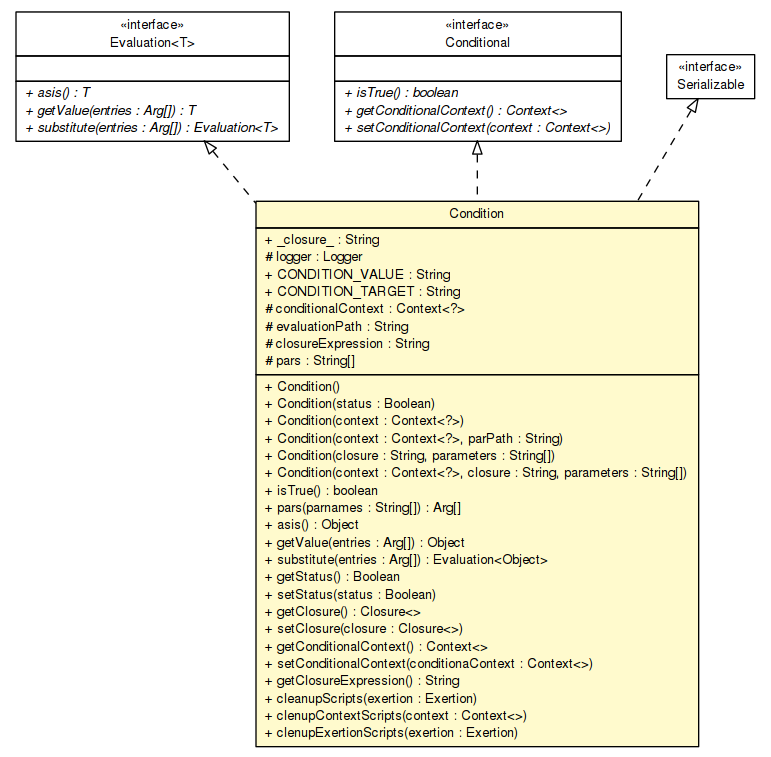 «interface»
Evaluation<T>
+ asis() : T
+ getValue(entries : Arg[]) : T
+ substitute(entries : Arg[]) : Evaluation<T>
«interface»
Conditional
+ isTrue() : boolean
+ getConditionalContext() : Context<>
+ setConditionalContext(context : Context<>)
«interface»
Serializable
Condition
+ _closure_ : String
# logger : Logger
+ CONDITION_VALUE : String
+ CONDITION_TARGET : String
# conditionalContext : Context<?>
# evaluationPath : String
# closureExpression : String
# pars : String[]
+ Condition()
+ Condition(status : Boolean)
+ Condition(context : Context<?>)
+ Condition(context : Context<?>, parPath : String)
+ Condition(closure : String, parameters : String[])
+ Condition(context : Context<?>, closure : String, parameters : String[])
+ isTrue() : boolean
+ pars(parnames : String[]) : Arg[]
+ asis() : Object
+ getValue(entries : Arg[]) : Object
+ substitute(entries : Arg[]) : Evaluation<Object>
+ getStatus() : Boolean
+ setStatus(status : Boolean)
+ getClosure() : Closure<>
+ setClosure(closure : Closure<>)
+ getConditionalContext() : Context<>
+ setConditionalContext(conditionaContext : Context<>)
+ getClosureExpression() : String
+ cleanupScripts(exertion : Exertion)
+ clenupContextScripts(context : Context<>)
+ clenupExertionScripts(exertion : Exertion)